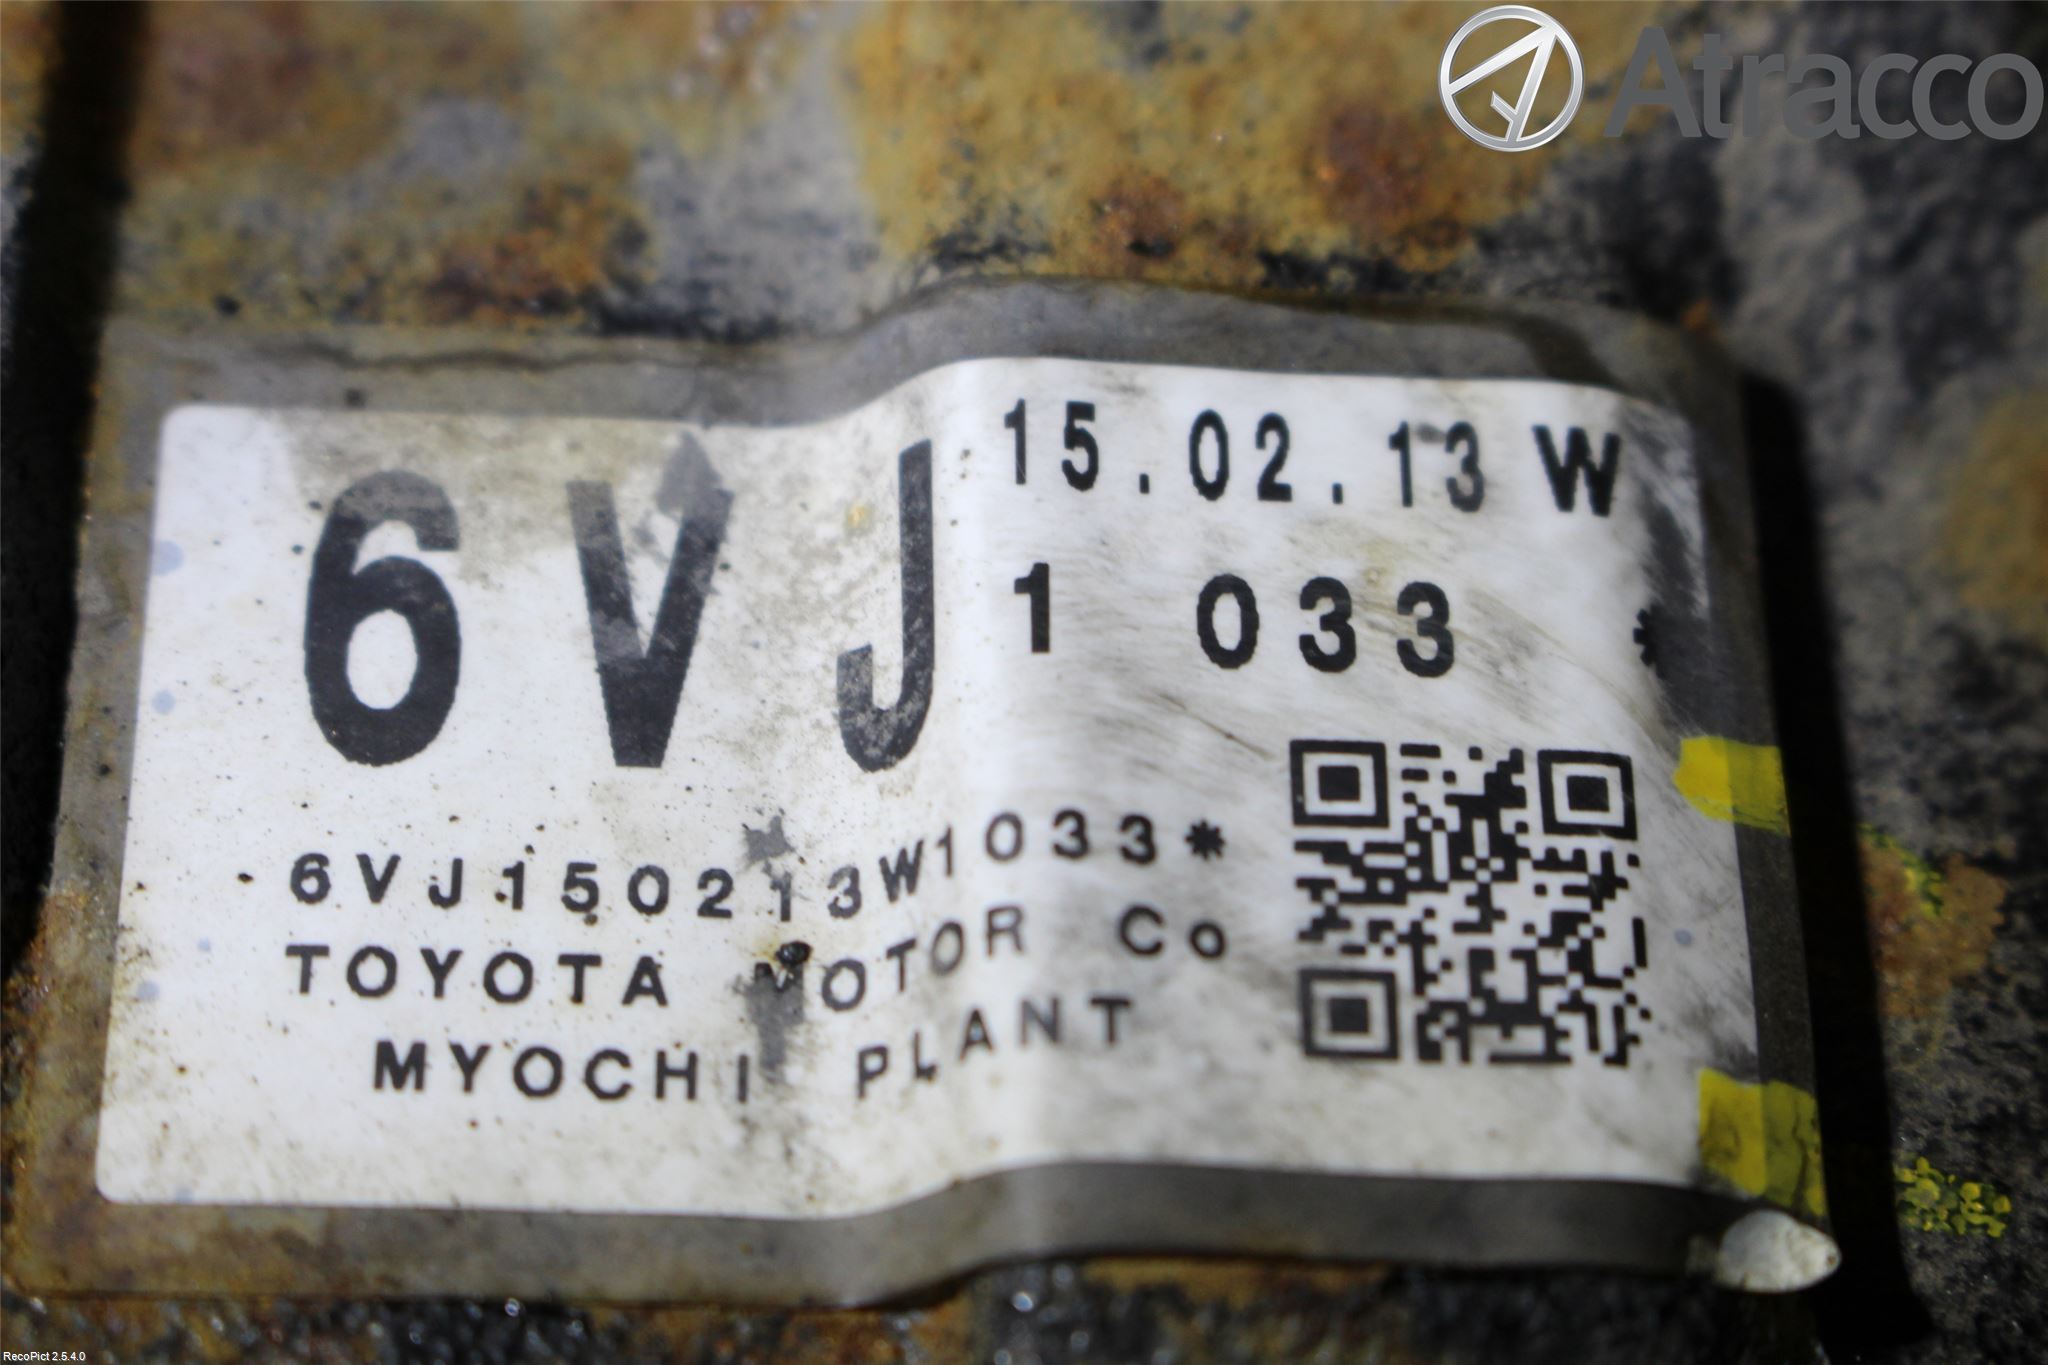 Atracco
6VJ
15.02.13 W
1 033 *
6VJ150213W1033*
TOYOTA MOTOR Co
MYOCHI PLANT
RecoPict 2.5.4.0